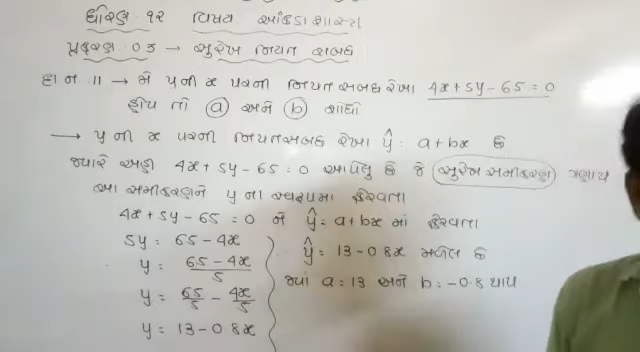 ધોરણ ૧૨ વિષય આંકડાશાસ્ત્ર
પ્રકરણ 03 → સુરેખ નિયત સંબંધ
દા.ન. 11 → જો y ની x પરની નિયતસંબંધ રેખા 4x + 5y - 65 = 0
હોય તો a અને b શોધો
→ y ની x પરની નિયતસંબંધ રેખા ŷ = a + bx છે
જ્યારે અહીં 4x + 5y - 65 = 0 આપેલુ છે જે સુરેખ સમીકરણ ગણાય
આ સમીકરણને y ના સ્વરૂપમાં ફેરવતા
4x + 5y - 65 = 0 ને ŷ = a + bx માં ફેરવતા
5y = 65 - 4x
y = 65 - 4x / 5
y = 65/5 - 4x/5
y = 13 - 0.8x
ŷ = 13 - 0.8x મળેલ છે
જ્યાં a = 13 અને b = -0.8 થાય